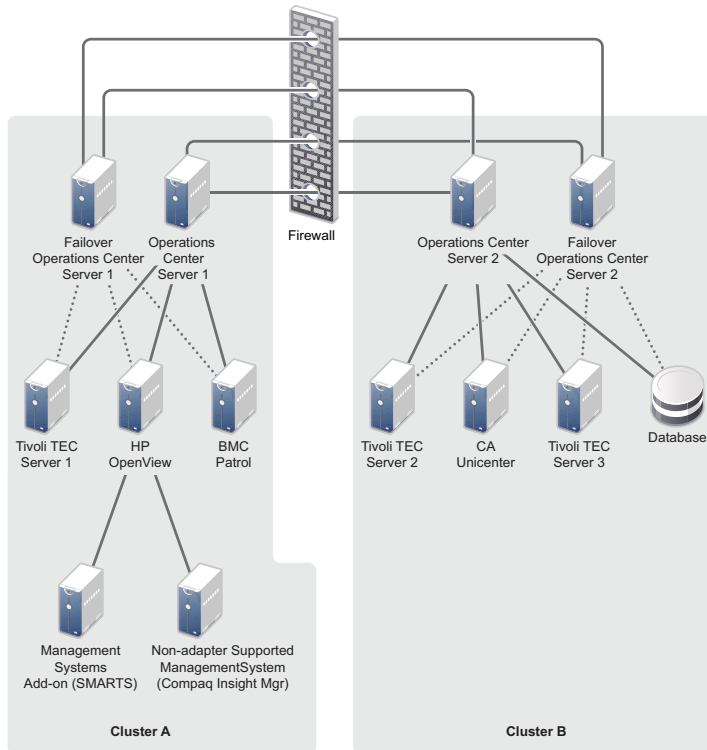 Firewall
Failover
Operations Center
Server 1
Operations
Center
Server 1
Operations Center
Server 2
Failover
Operations Center
Server 2
Tivoli TEC
Server 1
HP
OpenView
BMC
Patrol
Tivoli TEC
Server 2
CA
Unicenter
Tivoli TEC
Server 3
Database
Management
Systems
Add-on (SMARTS)
Non-adapter Supported
ManagementSystem
(Compaq Insight Mgr)
Cluster A
Cluster B